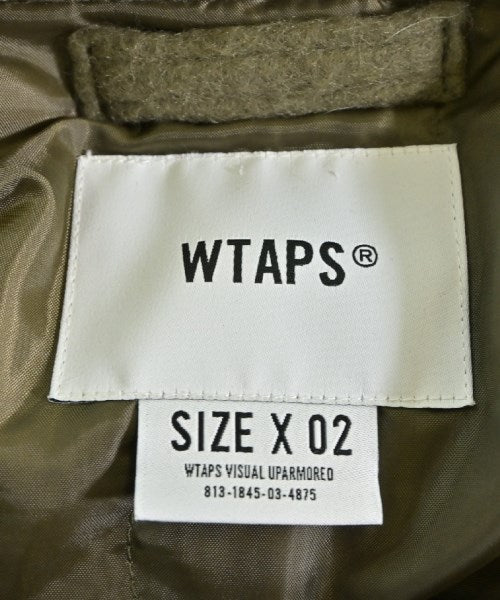 WTAPS®
SIZE X 02
WTAPS VISUAL UPARMORED
813-1845-03-4875